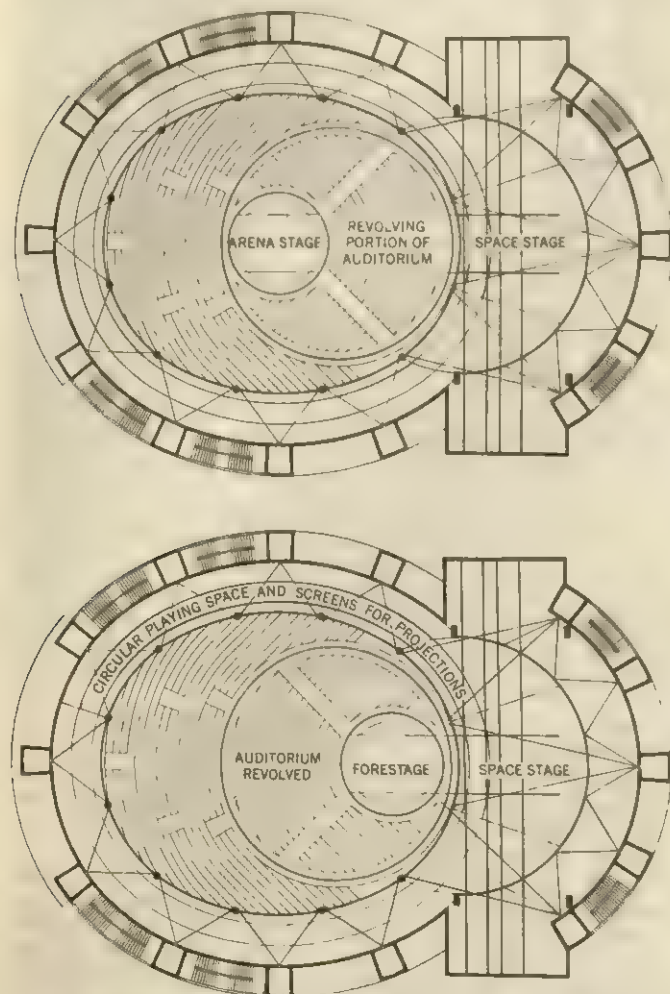 ARENA STAGE
REVOLVING
PORTION OF
AUDITORIUM
SPACE STAGE
CIRCULAR PLAYING SPACE AND SCREENS FOR PROJECTIONS
AUDITORIUM
REVOLVED
FORESTAGE
SPACE STAGE